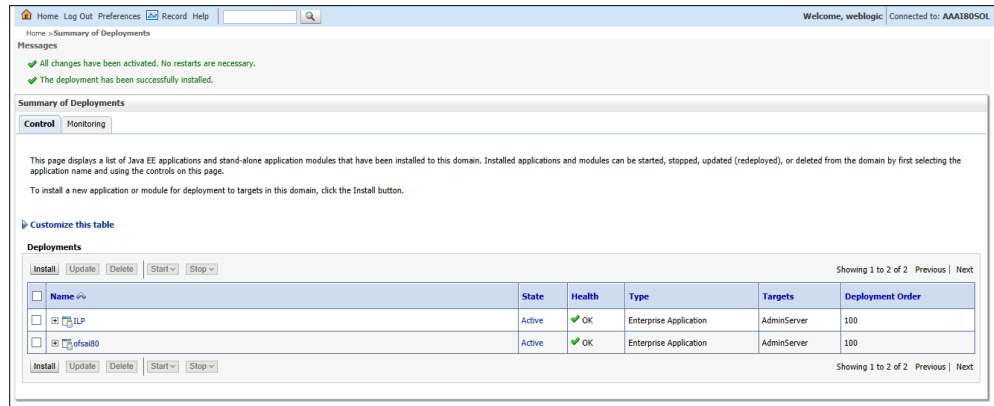 Home Log Out Preferences Record Help Welcome, weblogic Connected to: AAAI80SOL
Home >Summary of Deployments
Messages
All changes have been activated. No restarts are necessary.
The deployment has been successfully installed.
Summary of Deployments
Control Monitoring
This page displays a list of Java EE applications and stand-alone application modules that have been installed to this domain. Installed applications and modules can be started, stopped, updated (redeployed), or deleted from the domain by first selecting the
application name and using the controls on this page.
To install a new application or module for deployment to targets in this domain, click the Install button.
Customize this table
Deployments
Install Update Delete Start Stop Showing 1 to 2 of 2 Previous | Next
Name State Health Type Targets Deployment Order
ILP Active OK Enterprise Application AdminServer 100
ofsai80 Active OK Enterprise Application AdminServer 100
Install Update Delete Start Stop Showing 1 to 2 of 2 Previous | Next